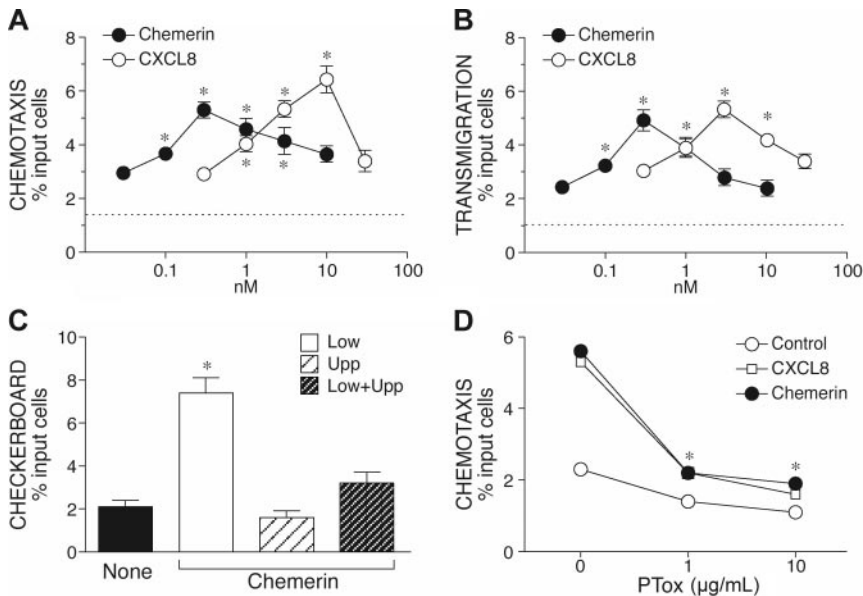 A
Chemerin
CXCL8
CHEMOTAXIS
% input cells
8
6
4
2
0
* * * * * * *
0.1 1 10 100
nM
B
Chemerin
CXCL8
TRANSMIGRATION
% input cells
8
6
4
2
0
* * * * *
0.1 1 10 100
nM
C
Low
Upp
Low+Upp
CHECKERBOARD
% input cells
10
8
6
4
2
0
*
None
Chemerin
D
Control
CXCL8
Chemerin
CHEMOTAXIS
% input cells
6
4
2
0
* *
0 1 10
PTox (µg/mL)